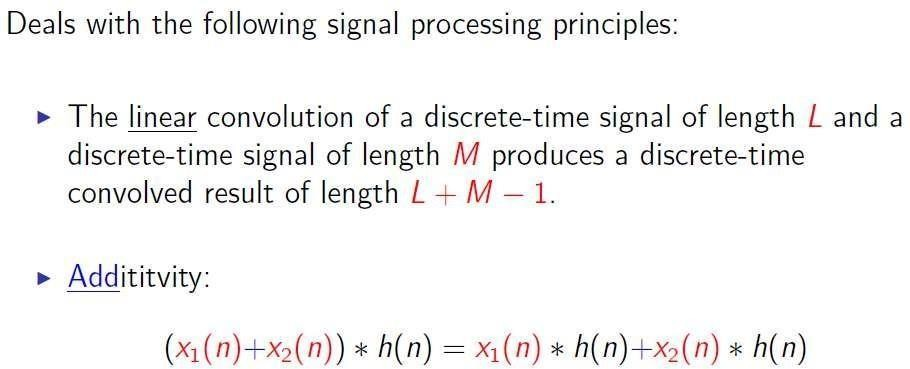 Deals with the following signal processing principles:
▶ The linear convolution of a discrete-time signal of length L and a
discrete-time signal of length M produces a discrete-time
convolved result of length L + M − 1.
▶ Addititvity:
(x₁(n)+x₂(n)) ∗ h(n) = x₁(n) ∗ h(n)+x₂(n) ∗ h(n)